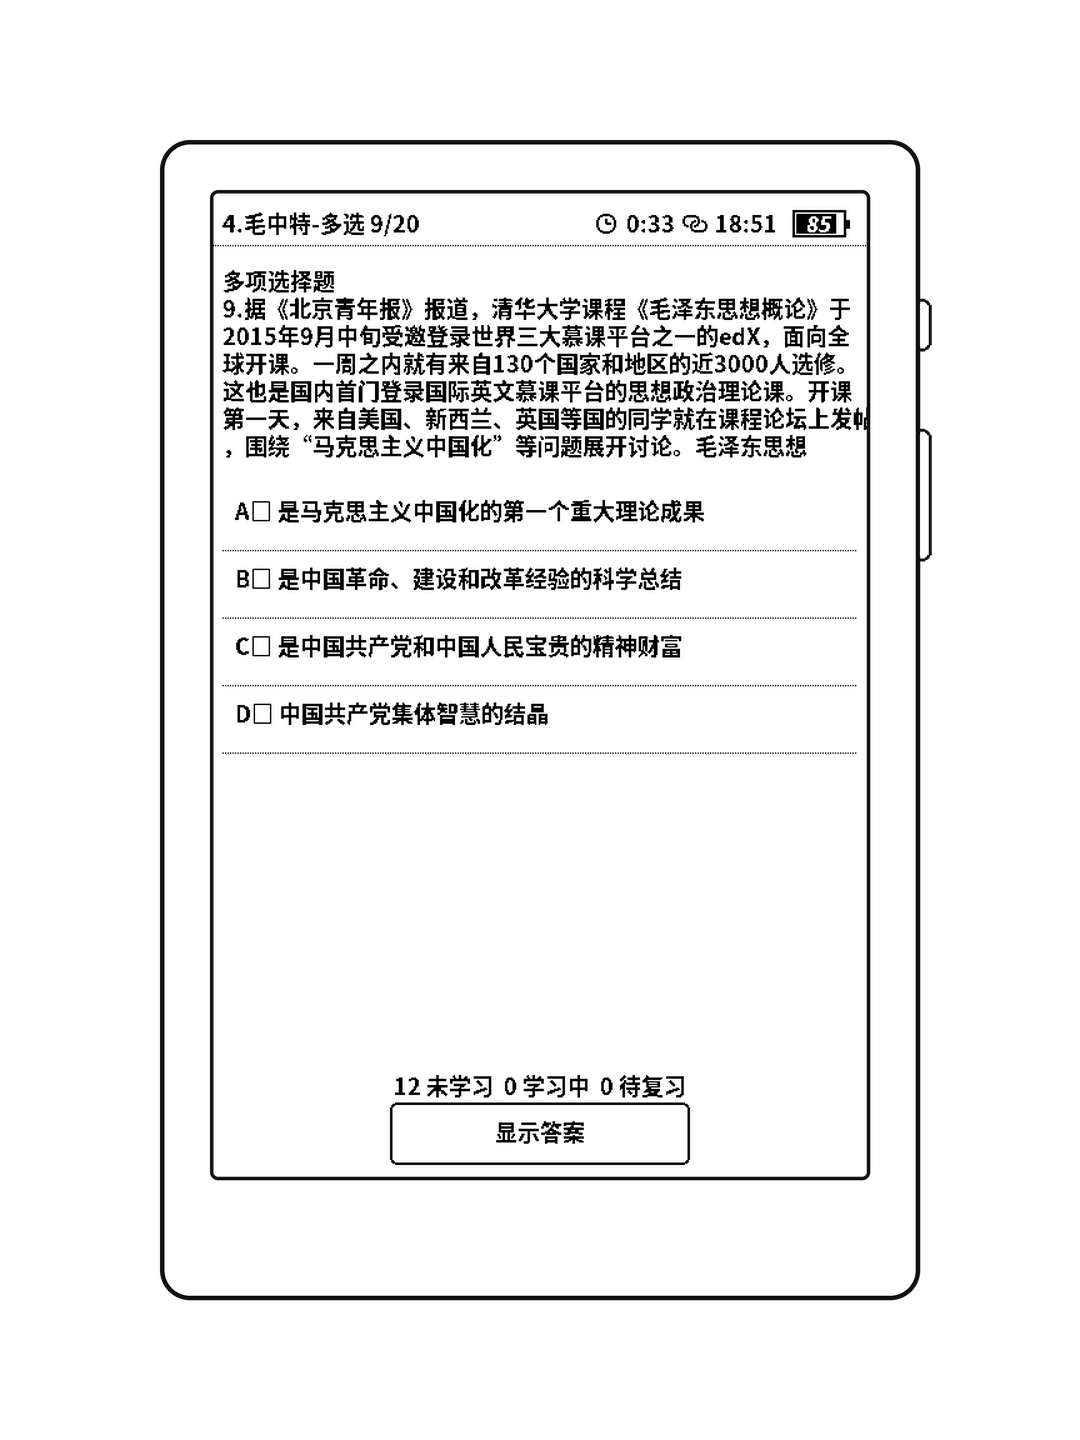 4.毛中特-多选 9/20 0:33 18:51 85
多项选择题
9.据《北京青年报》报道，清华大学课程《毛泽东思想概论》于
2015年9月中旬受邀登录世界三大慕课平台之一的edX，面向全
球开课。一周之内就有来自130个国家和地区的近3000人选修。
这也是国内首门登录国际英文慕课平台的思想政治理论课。开课
第一天，来自美国、新西兰、英国等国的同学就在课程论坛上发帖
，围绕“马克思主义中国化”等问题展开讨论。毛泽东思想
A□ 是马克思主义中国化的第一个重大理论成果
B□ 是中国革命、建设和改革经验的科学总结
C□ 是中国共产党和中国人民宝贵的精神财富
D□ 中国共产党集体智慧的结晶
12 未学习 0 学习中 0 待复习
显示答案